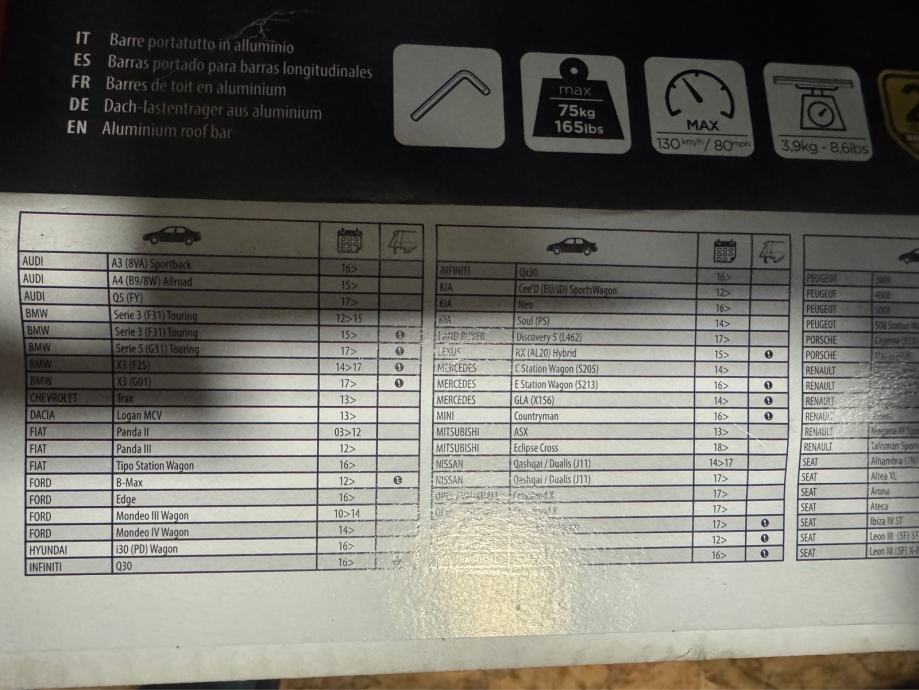 IT Barre portatutto in alluminio
ES Barras portado para barras longitudinales
FR Barres de toit en aluminium
DE Dach-lastentrager aus aluminium
EN Aluminium roof bar
max
75kg
165lbs
MAX
130 km/h / 80mph
3,9kg - 8,6lbs
AUDI A3 (8VA) Sportback 16>
AUDI A4 (B9/8W) Allroad 15>
AUDI Q5 (FY) 17>
BMW Serie 3 (F31) Touring 12>15
BMW Serie 3 (F31) Touring 15>
BMW Serie 5 (G31) Touring 17>
BMW X3 (F25) 14>17
BMW X3 (G01) 17>
CHEVROLET Trax 13>
DACIA Logan MCV 13>
FIAT Panda II 03>12
FIAT Panda III 12>
FIAT Tipo Station Wagon 16>
FORD B-Max 12>
FORD Edge 16>
FORD Mondeo III Wagon 10>14
FORD Mondeo IV Wagon 14>
HYUNDAI i30 (PD) Wagon 16>
INFINITI Q30 16>
INFINITI Qx30 16>
KIA Cee'D (EU/JD) SportsWagon 12>
KIA Niro 16>
KIA Soul (PS) 14>
LAND ROVER Discovery 5 (L462) 17>
LEXUS RX (AL20) Hybrid 15>
MERCEDES C Station Wagon (S205) 14>
MERCEDES E Station Wagon (S213) 16>
MERCEDES GLA (X156) 14>
MINI Countryman 16>
MITSUBISHI ASX 13>
MITSUBISHI Eclipse Cross 18>
NISSAN Qashqai / Dualis (J11) 14>17
NISSAN Qashqai / Dualis (J11) 17>
OPEL / VAUXHALL Crossland X 17>
17>
17>
12>
16>
PEUGEOT
PEUGEOT
PEUGEOT
PEUGEOT
PORSCHE
PORSCHE
RENAULT
RENAULT
RENAULT
RENAULT
RENAULT
RENAULT Talisman
SEAT Alhambra
SEAT Altea XL
SEAT Arona
SEAT Ateca
SEAT Ibiza IV ST
SEAT Leon III (5F)
SEAT Leon III (5F)